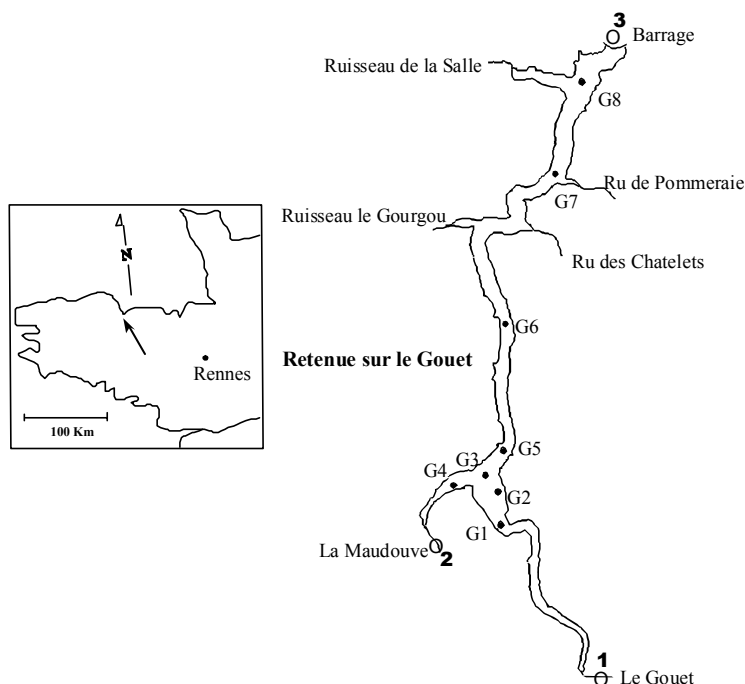 3
Barrage
Ruisseau de la Salle
G8
Ru de Pommeraie
G7
Ruisseau le Gourgou
Ru des Chatelets
N
G6
Retenue sur le Gouet
Rennes
100 Km
G5
G3
G4
G2
G1
La Maudouve
2
1
Le Gouet